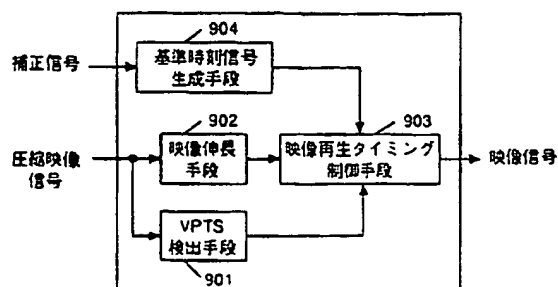 904
補正信号
基準時刻信号
生成手段
902
903
圧縮映像
信号
映像伸長
手段
映像再生タイミング
制御手段
映像信号
VPTS
検出手段
901